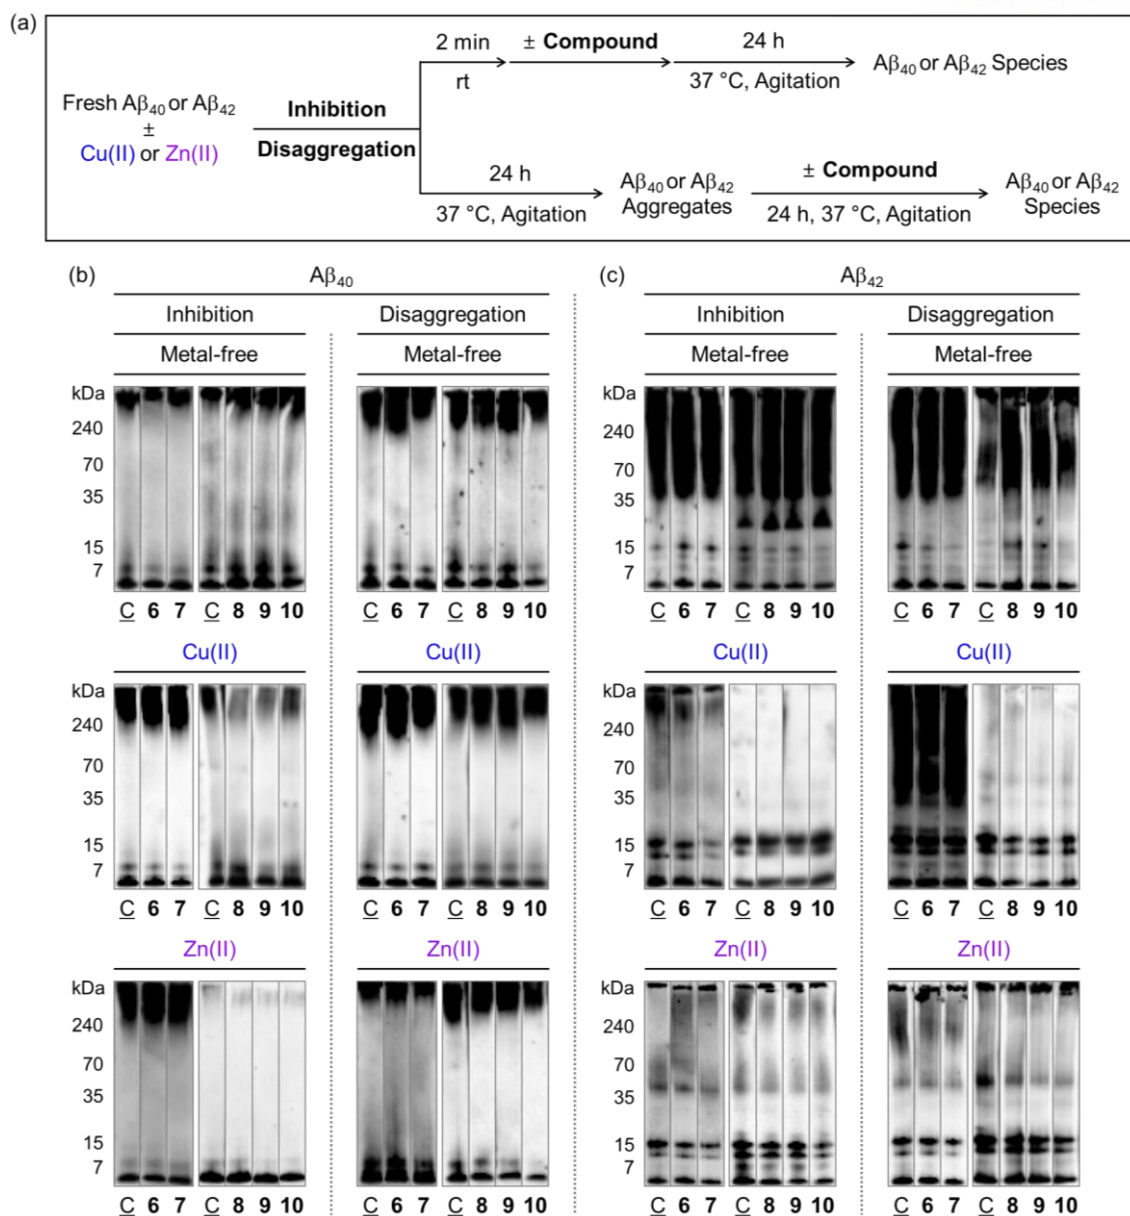 (a)
2 min
± Compound
24 h
rt
37 °C, Agitation
Aβ40 or Aβ42 Species
Fresh Aβ40 or Aβ42
±
Cu(II) or Zn(II)
Inhibition
Disaggregation
24 h
37 °C, Agitation
Aβ40 or Aβ42
Aggregates
± Compound
24 h, 37 °C, Agitation
Aβ40 or Aβ42
Species
(b)
Aβ40
Inhibition
Disaggregation
Metal-free
Metal-free
kDa
240
70
35
15
7
C 6 7 C 8 9 10
C 6 7 C 8 9 10
Cu(II)
Cu(II)
kDa
240
70
35
15
7
C 6 7 C 8 9 10
C 6 7 C 8 9 10
Zn(II)
Zn(II)
kDa
240
70
35
15
7
C 6 7 C 8 9 10
C 6 7 C 8 9 10
(c)
Aβ42
Inhibition
Disaggregation
Metal-free
Metal-free
kDa
240
70
35
15
7
C 6 7 C 8 9 10
C 6 7 C 8 9 10
Cu(II)
Cu(II)
kDa
240
70
35
15
7
C 6 7 C 8 9 10
C 6 7 C 8 9 10
Zn(II)
Zn(II)
kDa
240
70
35
15
7
C 6 7 C 8 9 10
C 6 7 C 8 9 10